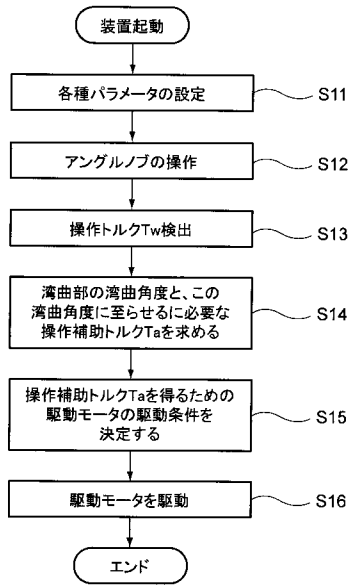 装置起動
各種パラメータの設定
S11
アングルノブの操作
S12
操作トルクTw検出
S13
湾曲部の湾曲角度と、この
湾曲角度に至らせるに必要な
操作補助トルクTaを求める
S14
操作補助トルクTaを得るための
駆動モータの駆動条件を
決定する
S15
駆動モータを駆動
S16
エンド